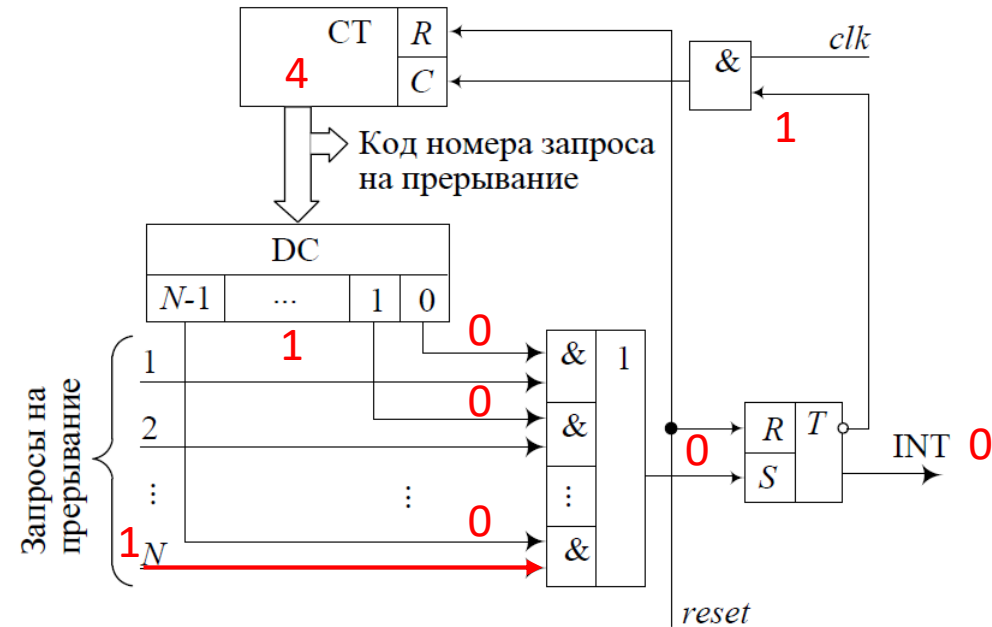 CT R
C
4
&
clk
1
Код номера запроса
на прерывание
DC
N-1 ... 1 0
1
0
0
0
Запросы на
прерывание
1
2
⋮
1
N
⋮
& 1
&
⋮
&
0
R T
S
INT 0
reset